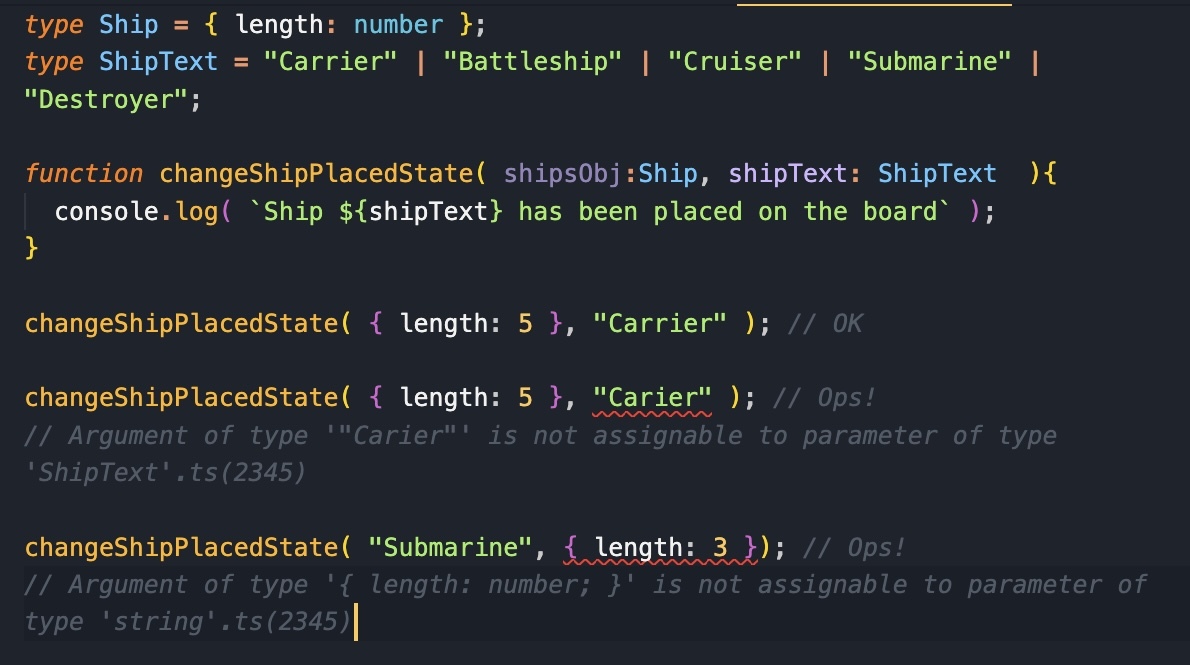 type Ship = { length: number };
type ShipText = "Carrier" | "Battleship" | "Cruiser" | "Submarine" |
"Destroyer";
function changeShipPlacedState( shipsObj:Ship, shipText: ShipText  ){
  console.log( `Ship ${shipText} has been placed on the board` );
}
changeShipPlacedState( { length: 5 }, "Carrier" ); // OK
changeShipPlacedState( { length: 5 }, "Carier" ); // Ops!
// Argument of type '"Carier"' is not assignable to parameter of type
'ShipText'.ts(2345)
changeShipPlacedState( "Submarine", { length: 3 }); // Ops!
// Argument of type '{ length: number; }' is not assignable to parameter of
type 'string'.ts(2345)